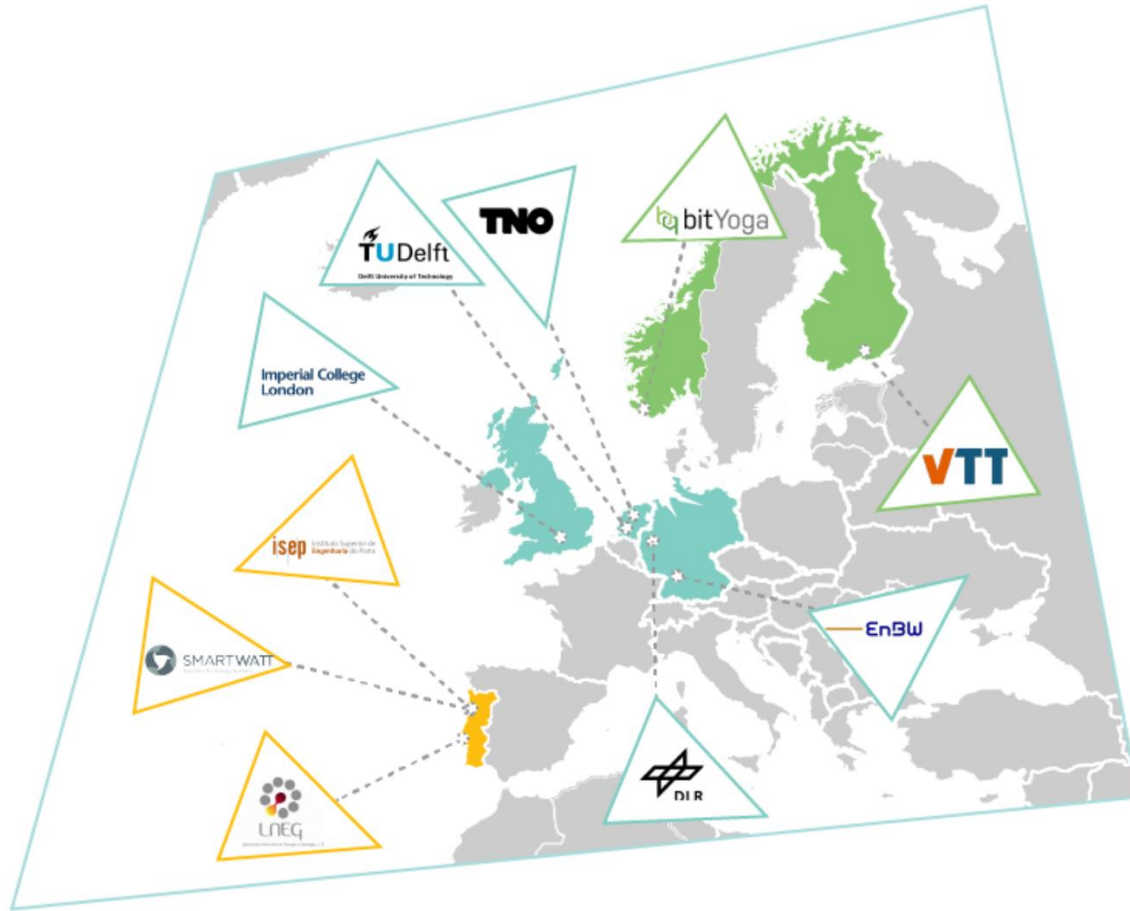 TNO
TUDelft
Delft University of Technology
bitYoga
Imperial College
London
VTT
isep Instituto Superior de
Engenharia do Porto
EnBW
SMARTWATT
DLR
LNEG